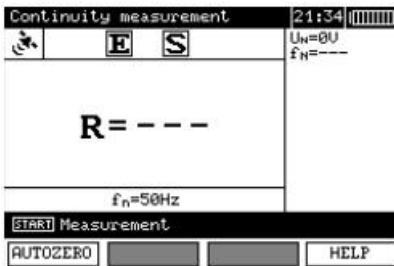 Continuity measurement 21:34
E S
UN=0V
fN=---
R=---
fn=50Hz
START Measurement
AUTOZERO HELP